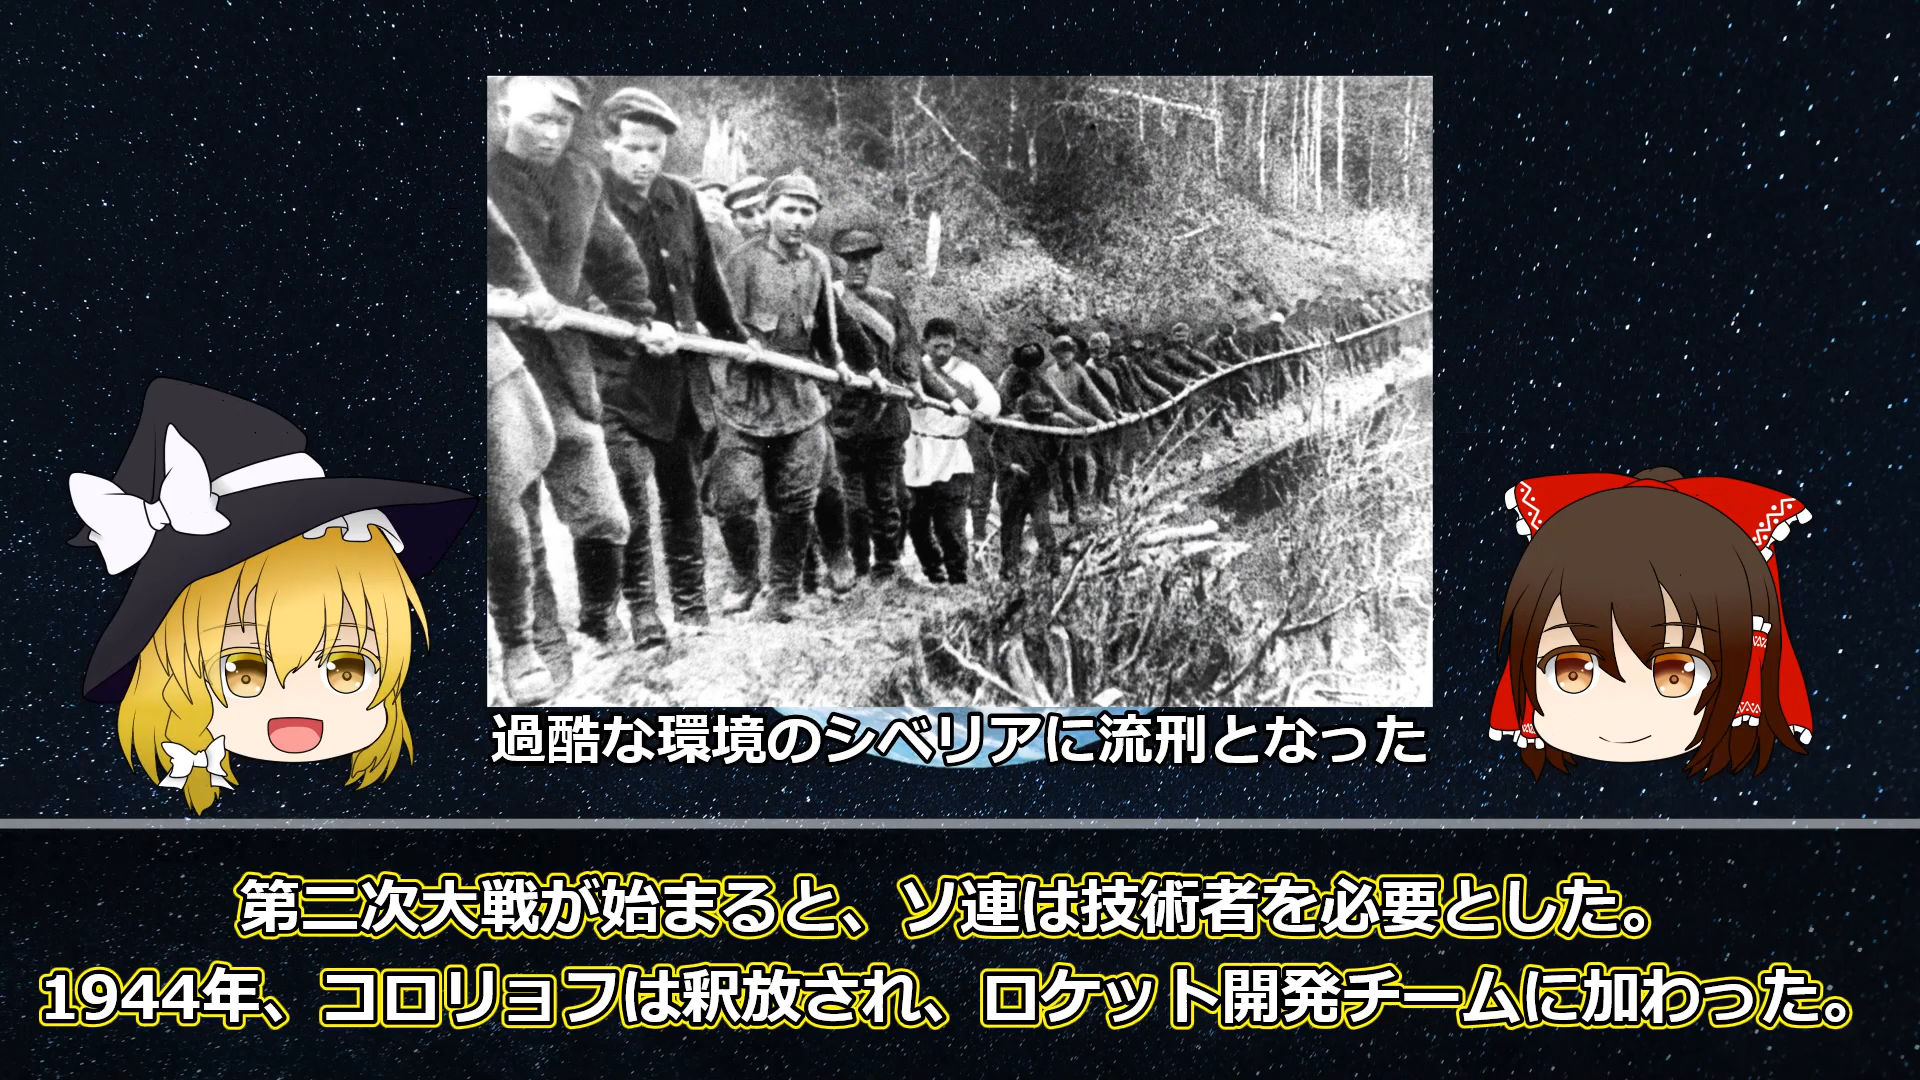 過酷な環境のシベリアに流刑となった
第二次大戦が始まると、ソ連は技術者を必要とした。
1944年、コロリョフは釈放され、ロケット開発チームに加わった。